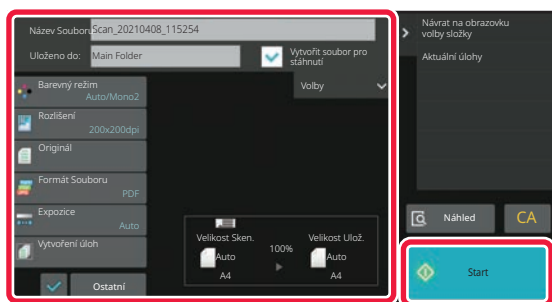 Název Souboru
Scan_20210408_115254
Uloženo do:
Main Folder
Vytvořit soubor pro
stáhnutí
Volby
Barevný režim
Auto/Mono2
Rozlišení
200x200dpi
Originál
Formát Souboru
PDF
Expozice
Auto
Vytvoření úloh
Ostatní
Velikost Sken.
Auto
A4
100%
Velikost Ulož.
Auto
A4
Návrat na obrazovku
volby složky
Aktuální úlohy
Náhled
CA
Start